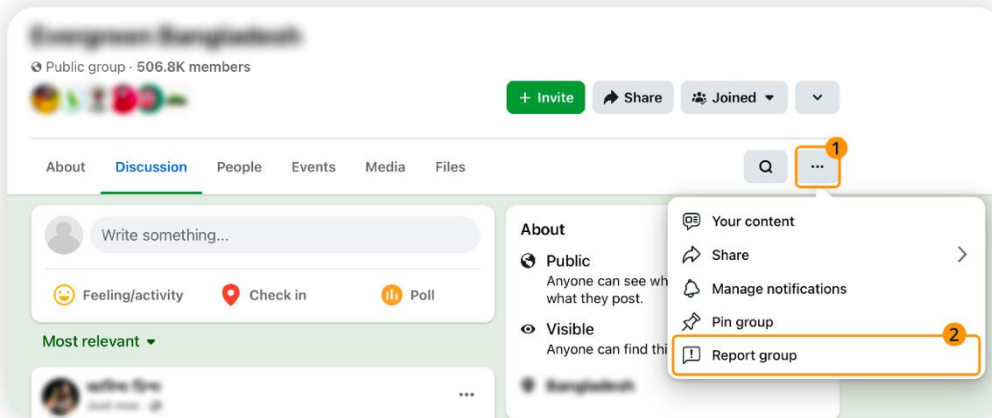 Public group · 506.8K members
+ Invite
Share
Joined
1
About
Discussion
People
Events
Media
Files
...
Write something...
Feeling/activity
Check in
Poll
Most relevant
...
About
Public
Anyone can see wh
what they post.
Visible
Anyone can find thi
Your content
Share
Manage notifications
Pin group
2
Report group